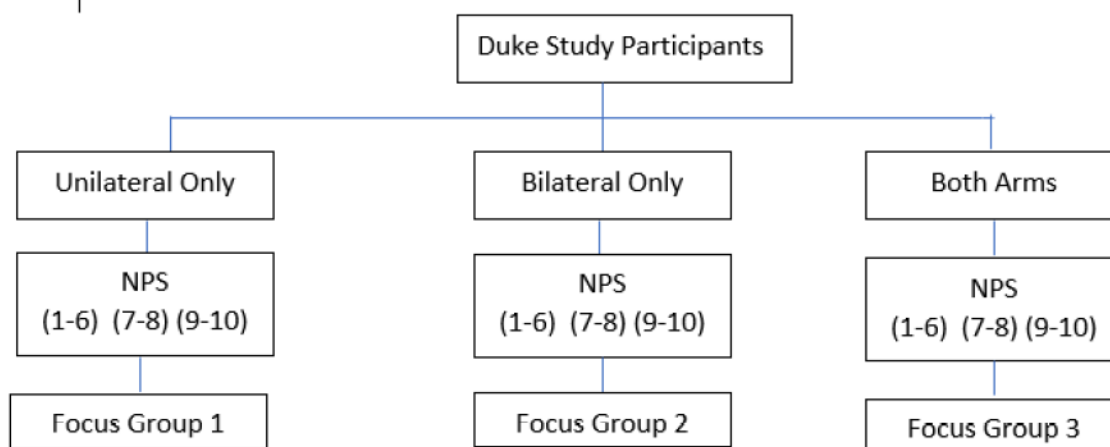 Duke Study Participants
Unilateral Only
Bilateral Only
Both Arms
NPS
(1-6) (7-8) (9-10)
NPS
(1-6) (7-8) (9-10)
NPS
(1-6) (7-8) (9-10)
Focus Group 1
Focus Group 2
Focus Group 3